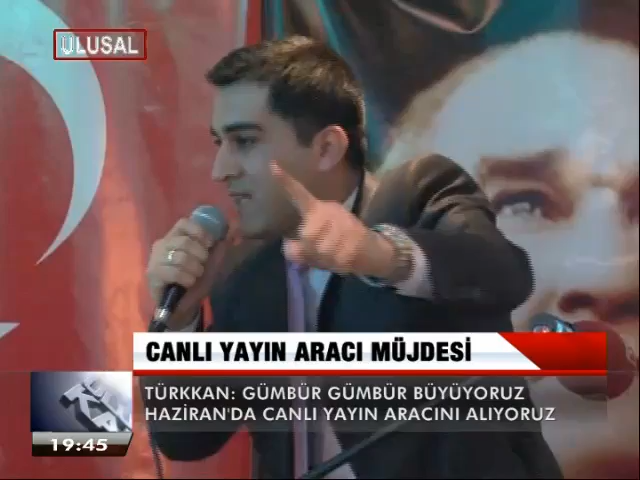 ULUSAL
CANLI YAYIN ARACI MÜJDESİ
TÜRKKAN: GÜMBÜR GÜMBÜR BÜYÜYORUZ
HAZİRAN'DA CANLI YAYIN ARACINI ALIYORUZ
19:45